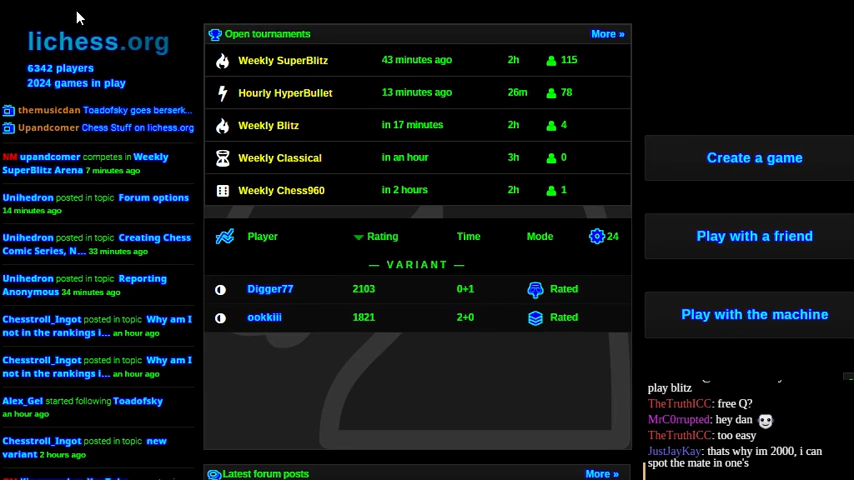 lichess.org
6342 players
2024 games in play
themusicdan Toadofsky goes berserk...
Upandcomer Chess Stuff on lichess.org
NM upandcomer competes in Weekly
SuperBlitz Arena 7 minutes ago
Unihedron posted in topic Forum options
14 minutes ago
Unihedron posted in topic Creating Chess
Comic Series, N... 33 minutes ago
Unihedron posted in topic Reporting
Anonymous 34 minutes ago
Chesstroll_Ingot posted in topic Why am I
not in the rankings i... an hour ago
Chesstroll_Ingot posted in topic Why am I
not in the rankings i... an hour ago
Alex_Gel started following Toadofsky
an hour ago
Chesstroll_Ingot posted in topic new
variant 2 hours ago
Open tournaments More »
Weekly SuperBlitz 43 minutes ago 2h 115
Hourly HyperBullet 13 minutes ago 26m 78
Weekly Blitz in 17 minutes 2h 4
Weekly Classical in an hour 3h 0
Weekly Chess960 in 2 hours 2h 1
Player Rating Time Mode 24
— VARIANT —
Digger77 2103 0+1 Rated
ookkiii 1821 2+0 Rated
Latest forum posts More »
Create a game
Play with a friend
Play with the machine
play blitz
TheTruthICC: free Q?
MrC0rrupted: hey dan
TheTruthICC: too easy
JustJayKay: thats why im 2000, i can
spot the mate in one's